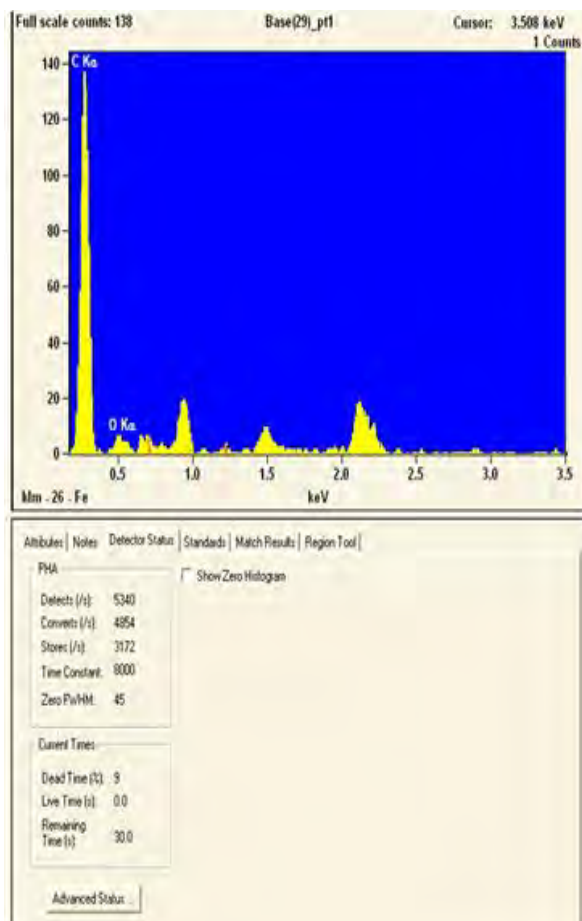 Full scale counts: 138 Base(29)_pt1 Cursor: 3.508 keV
1 Counts
C Kα
140
120
100
80
60
40
20
0
O Kα
0.5 1.0 1.5 2.0 2.5 3.0 3.5
klm - 26 - Fe keV
Attributes Notes Detector Status Standards Match Results Region Tool
PHA
Show Zero Histogram
Detects (/s): 5340
Converts (/s): 4854
Stores (/s): 3172
Time Constant: 8000
Zero FWHM: 45
Current Times
Dead Time (%): 9
Live Time (s): 0.0
Remaining
Time (s): 30.0
Advanced Status ...